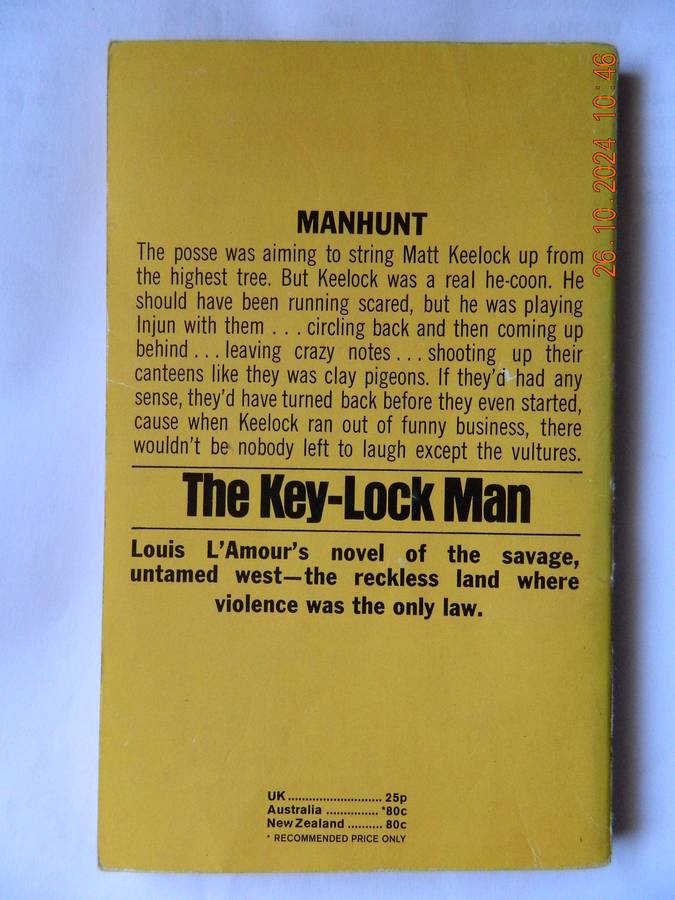 MANHUNT
The posse was aiming to string Matt Keelock up from
the highest tree. But Keelock was a real he-coon. He
should have been running scared, but he was playing
Injun with them . . . circling back and then coming up
behind . . . leaving crazy notes . . . shooting up their
canteens like they was clay pigeons. If they'd had any
sense, they'd have turned back before they even started,
cause when Keelock ran out of funny business, there
wouldn't be nobody left to laugh except the vultures.
The Key-Lock Man
Louis L'Amour's novel of the savage,
untamed west—the reckless land where
violence was the only law.
UK ........................... 25p
Australia ............... *80c
New Zealand .......... 80c
* RECOMMENDED PRICE ONLY
26.10.2024 10:46